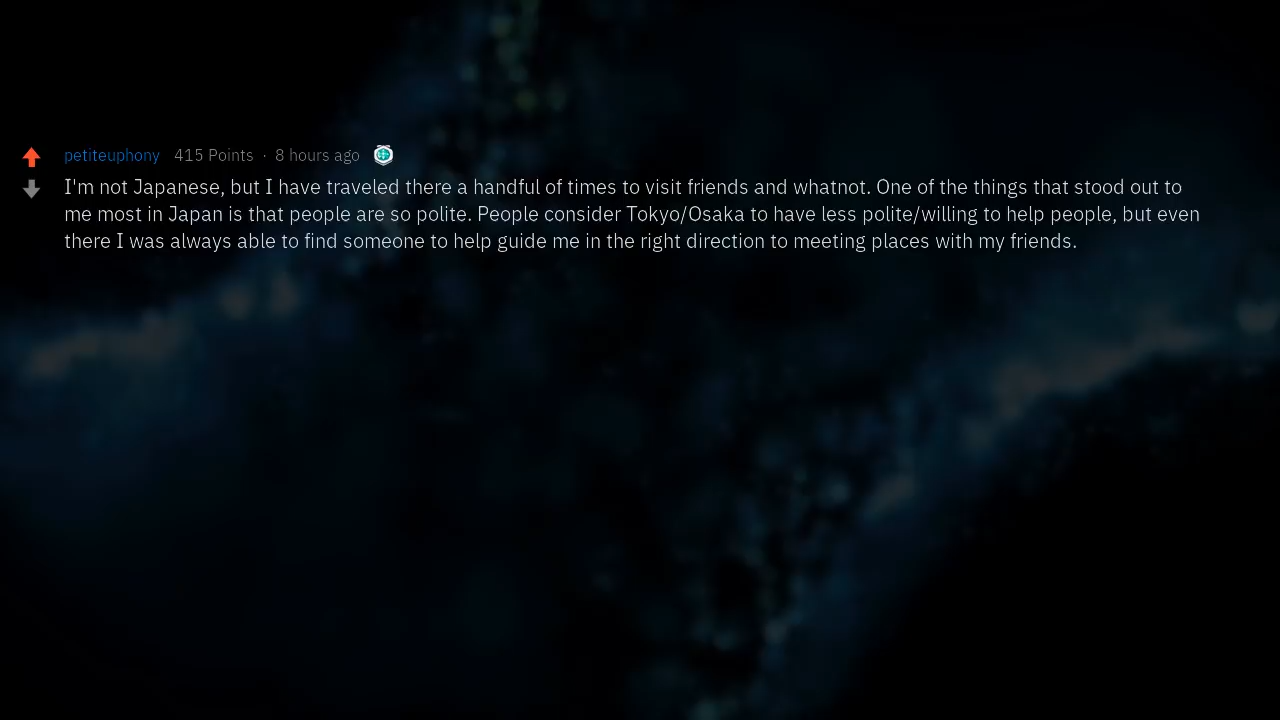 petiteuphony 415 Points · 8 hours ago
I'm not Japanese, but I have traveled there a handful of times to visit friends and whatnot. One of the things that stood out to
me most in Japan is that people are so polite. People consider Tokyo/Osaka to have less polite/willing to help people, but even
there I was always able to find someone to help guide me in the right direction to meeting places with my friends.